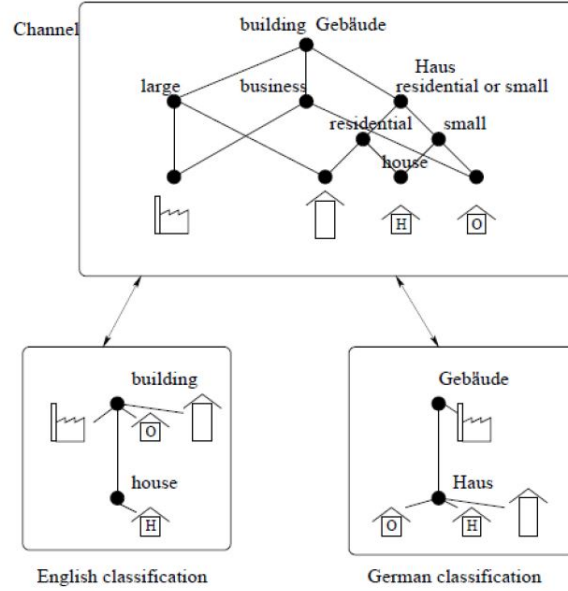 Channel
building Gebäude
Haus
large business residential or small
residential small
house
H O
building
O
house
H
English classification
Gebäude
Haus
O H
German classification